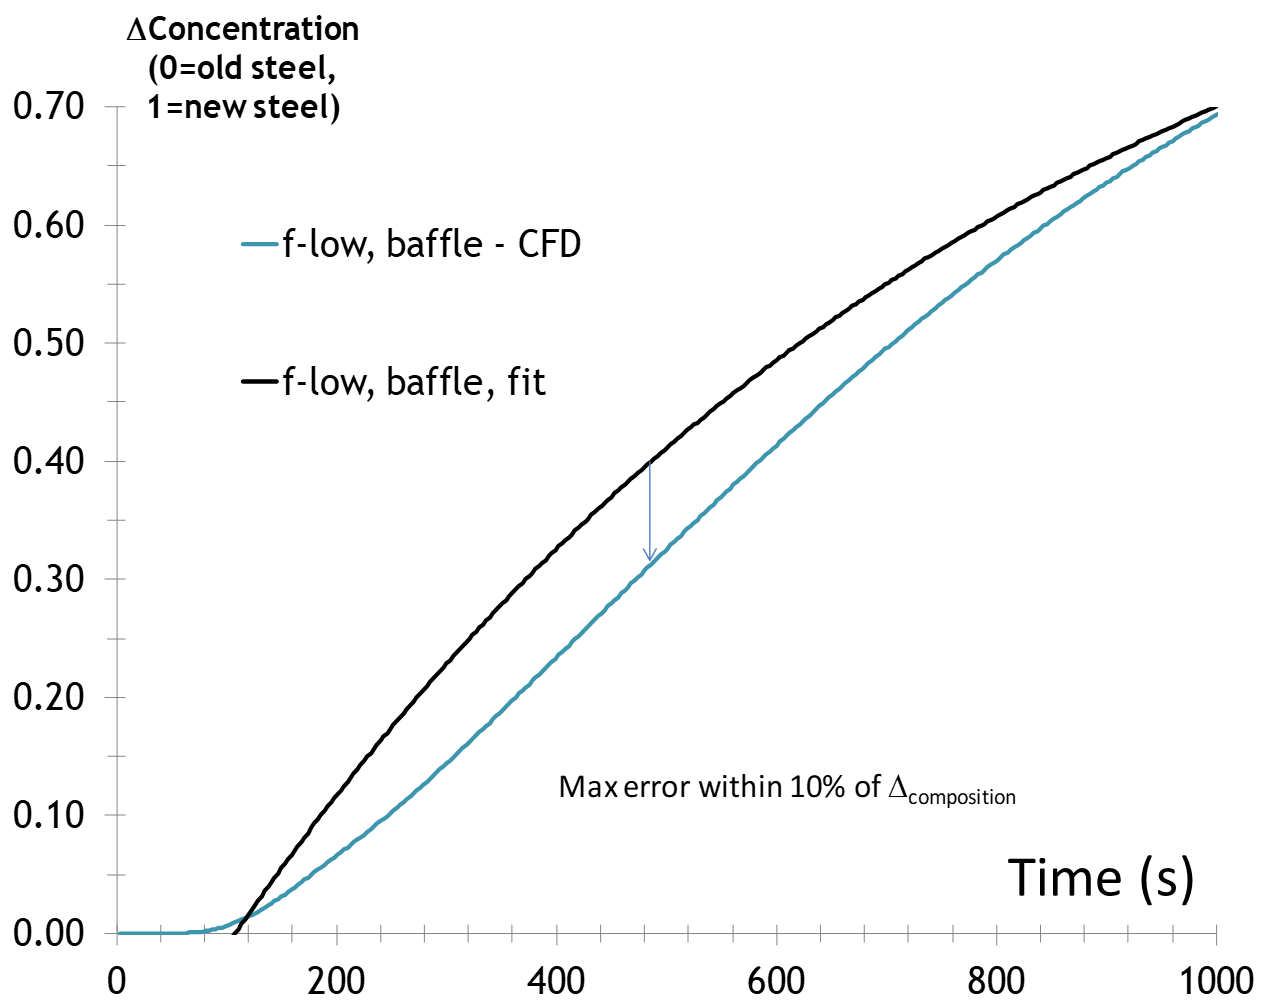 ΔConcentration
(0=old steel,
1=new steel)
0.70
0.60
f-low, baffle - CFD
0.50
f-low, baffle, fit
0.40
0.30
0.20
Max error within 10% of Δcomposition
0.10
Time (s)
0.00
0 200 400 600 800 1000